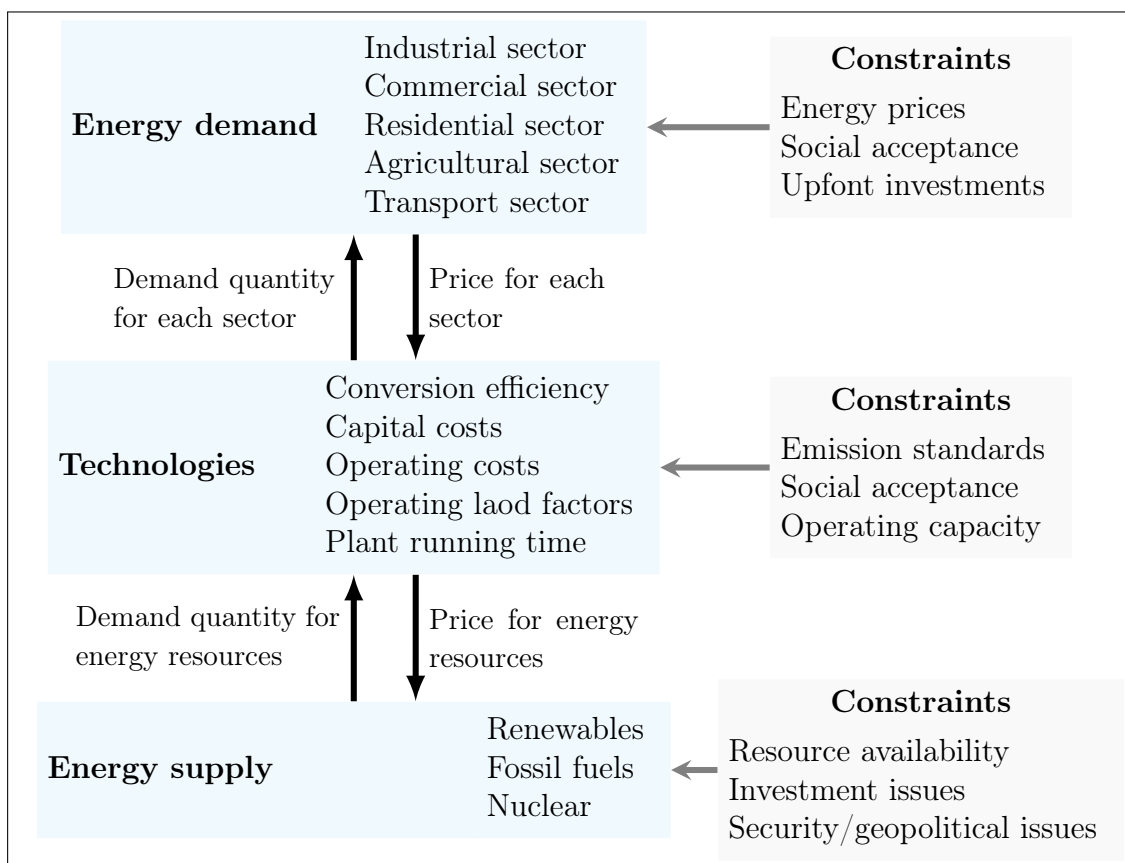 Energy demand
Industrial sector
Commercial sector
Residential sector
Agricultural sector
Transport sector
Constraints
Energy prices
Social acceptance
Upfont investments
Demand quantity
for each sector
Price for each
sector
Technologies
Conversion efficiency
Capital costs
Operating costs
Operating laod factors
Plant running time
Constraints
Emission standards
Social acceptance
Operating capacity
Demand quantity for
energy resources
Price for energy
resources
Energy supply
Renewables
Fossil fuels
Nuclear
Constraints
Resource availability
Investment issues
Security/geopolitical issues